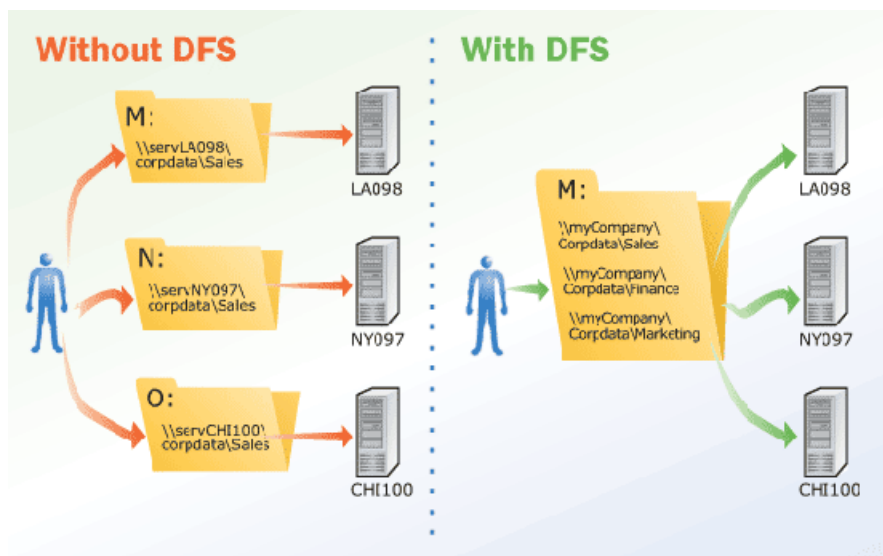 Without DFS
M:
\\servLA098\
corpdata\Sales
LA098
N:
\\servNY097\
corpdata\Sales
NY097
O:
\\servCHI100\
corpdata\Sales
CHI100
With DFS
M:
\\myCompany\
Corpdata\Sales
\\myCompany\
Corpdata\Finance
\\myCompany\
Corpdata\Marketing
LA098
NY097
CHI100